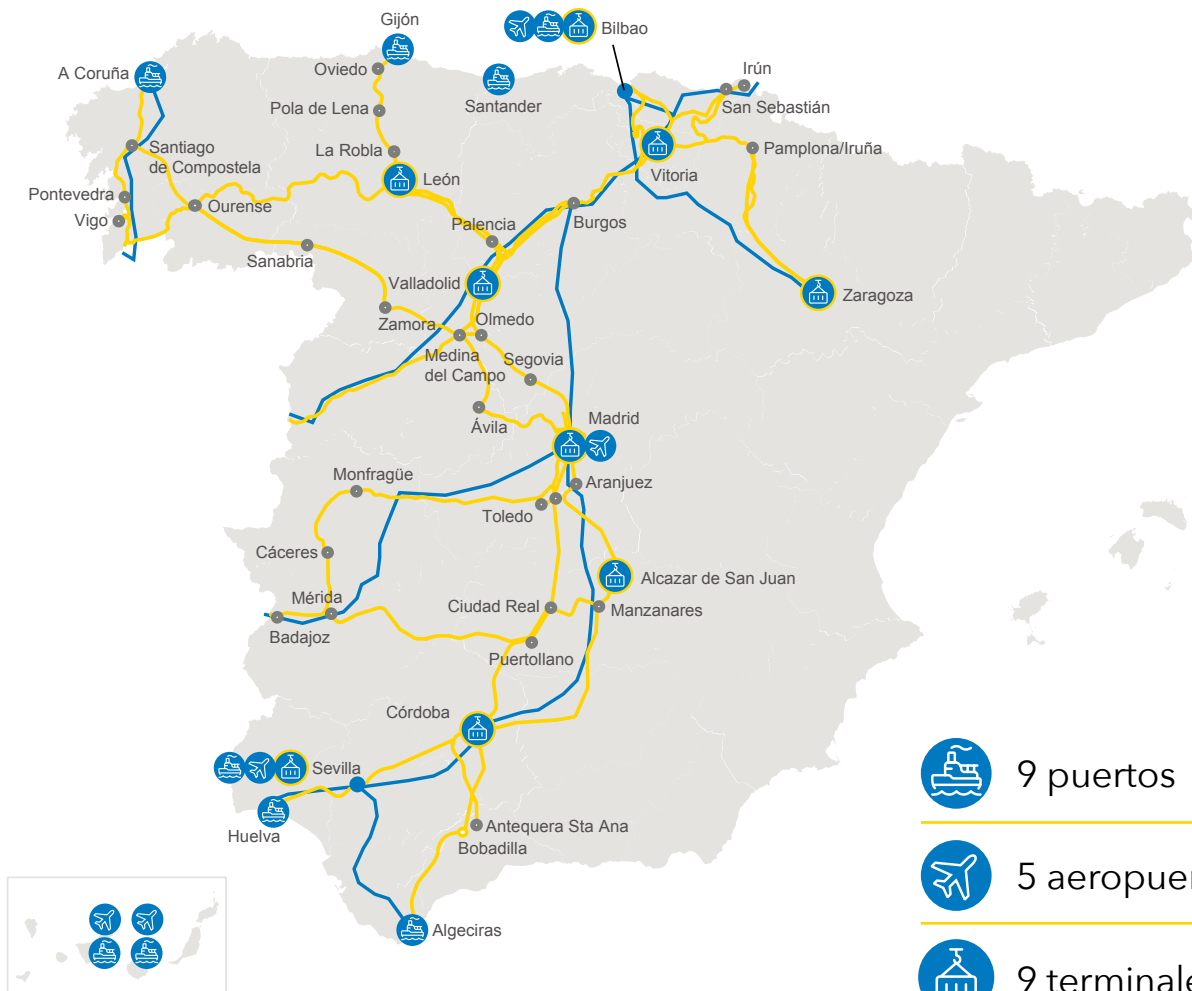 Gijón
Bilbao
A Coruña
Oviedo
Irún
Santander
San Sebastián
Pola de Lena
Santiago
de Compostela
La Robla
Pamplona/Iruña
León
Vitoria
Pontevedra
Ourense
Vigo
Palencia
Burgos
Sanabria
Valladolid
Zaragoza
Zamora
Olmedo
Medina
del Campo
Segovia
Ávila
Madrid
Monfragüe
Aranjuez
Toledo
Cáceres
Alcazar de San Juan
Mérida
Ciudad Real
Manzanares
Badajoz
Puertollano
Córdoba
Sevilla
Huelva
Antequera Sta Ana
Bobadilla
Algeciras
9 puertos
5 aeropuer
9 terminale